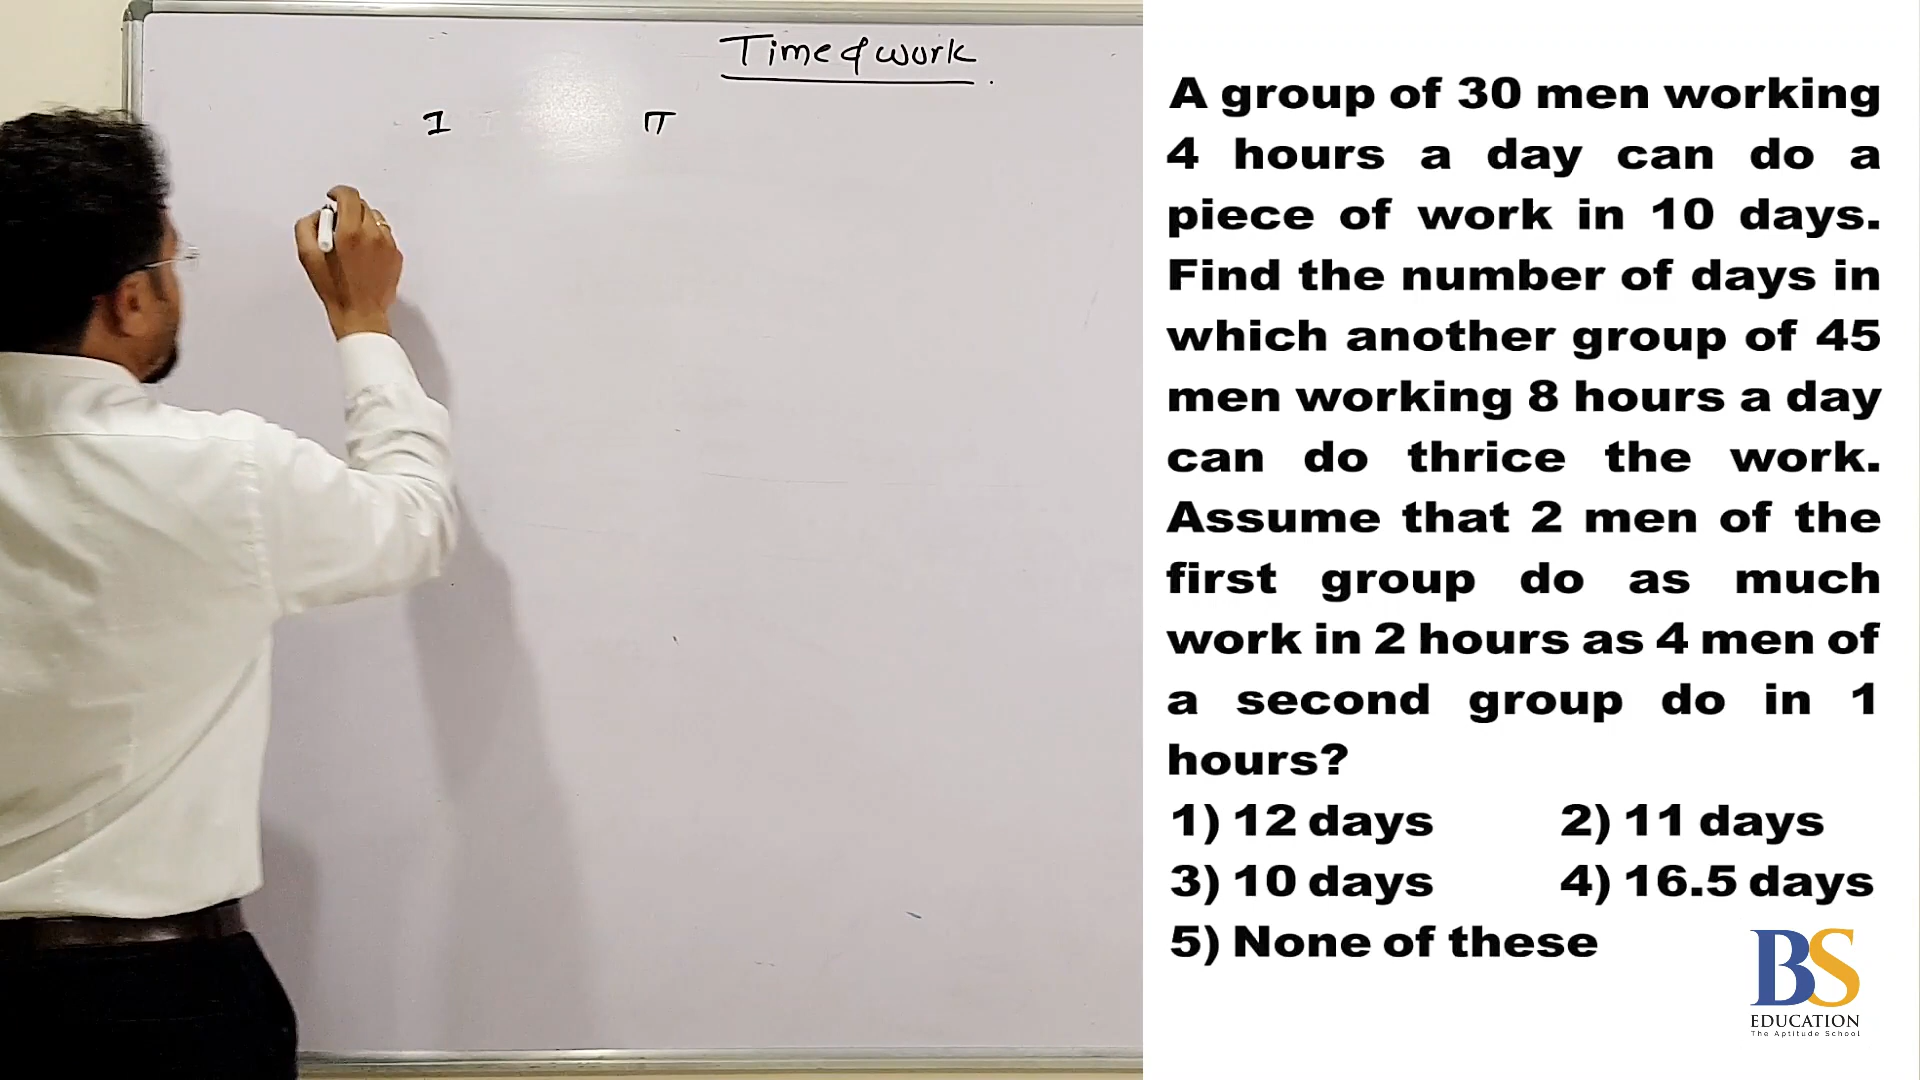 Time & work
I II
A group of 30 men working
4 hours a day can do a
piece of work in 10 days.
Find the number of days in
which another group of 45
men working 8 hours a day
can do thrice the work.
Assume that 2 men of the
first group do as much
work in 2 hours as 4 men of
a second group do in 1
hours?
1) 12 days 2) 11 days
3) 10 days 4) 16.5 days
5) None of these
BS
EDUCATION
The Aptitude School